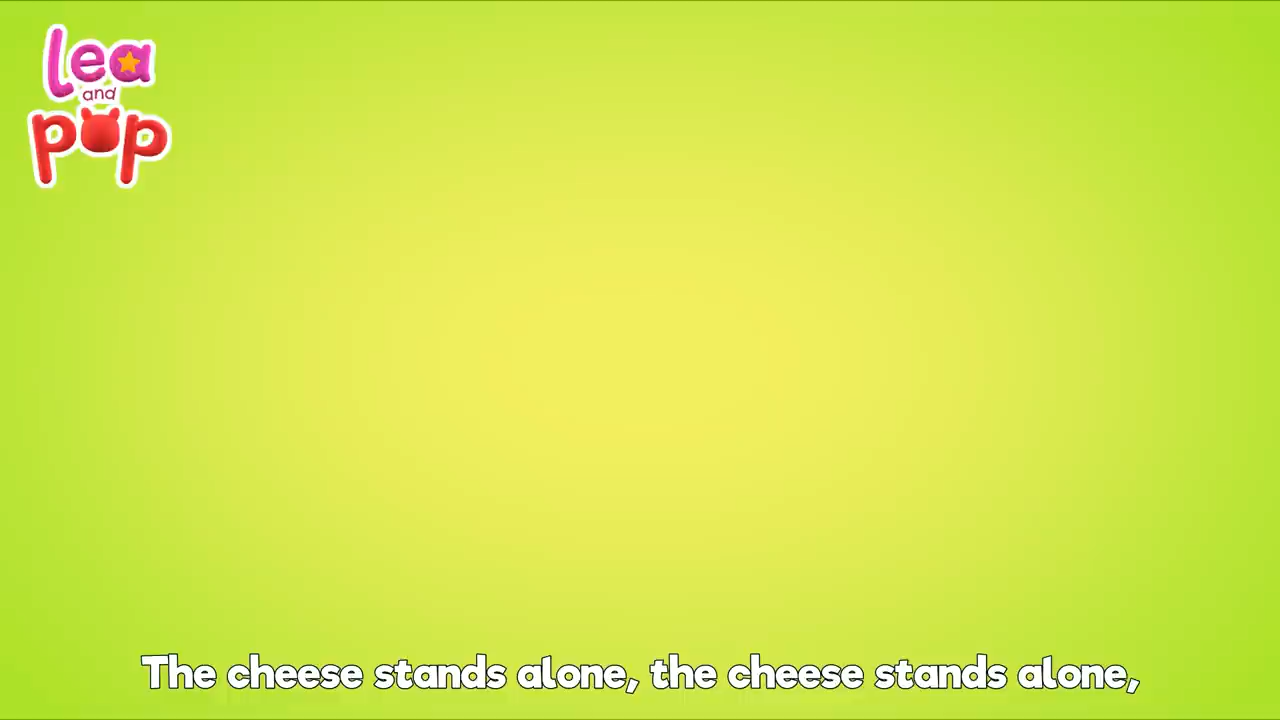 lea
and
pop
The cheese stands alone, the cheese stands alone,